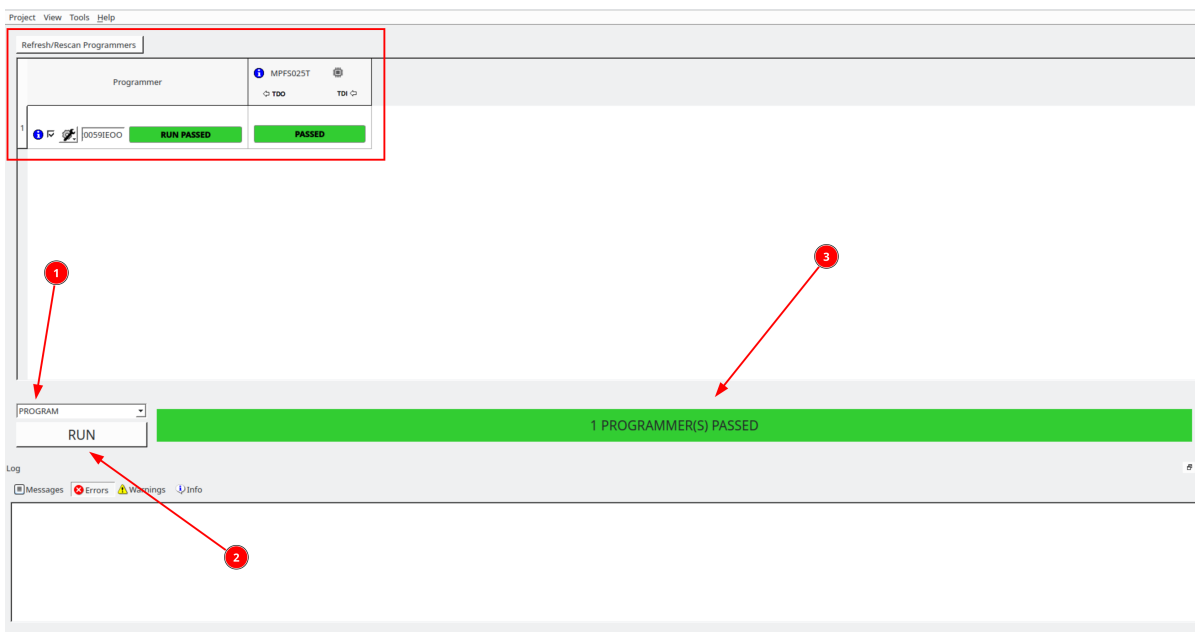 Project View Tools Help
Refresh/Rescan Programmers
Programmer
MPFS025T
TDO TDI
1
0059IEOO RUN PASSED PASSED
1
3
PROGRAM
RUN
1 PROGRAMMER(S) PASSED
Log
Messages Errors Warnings Info
2